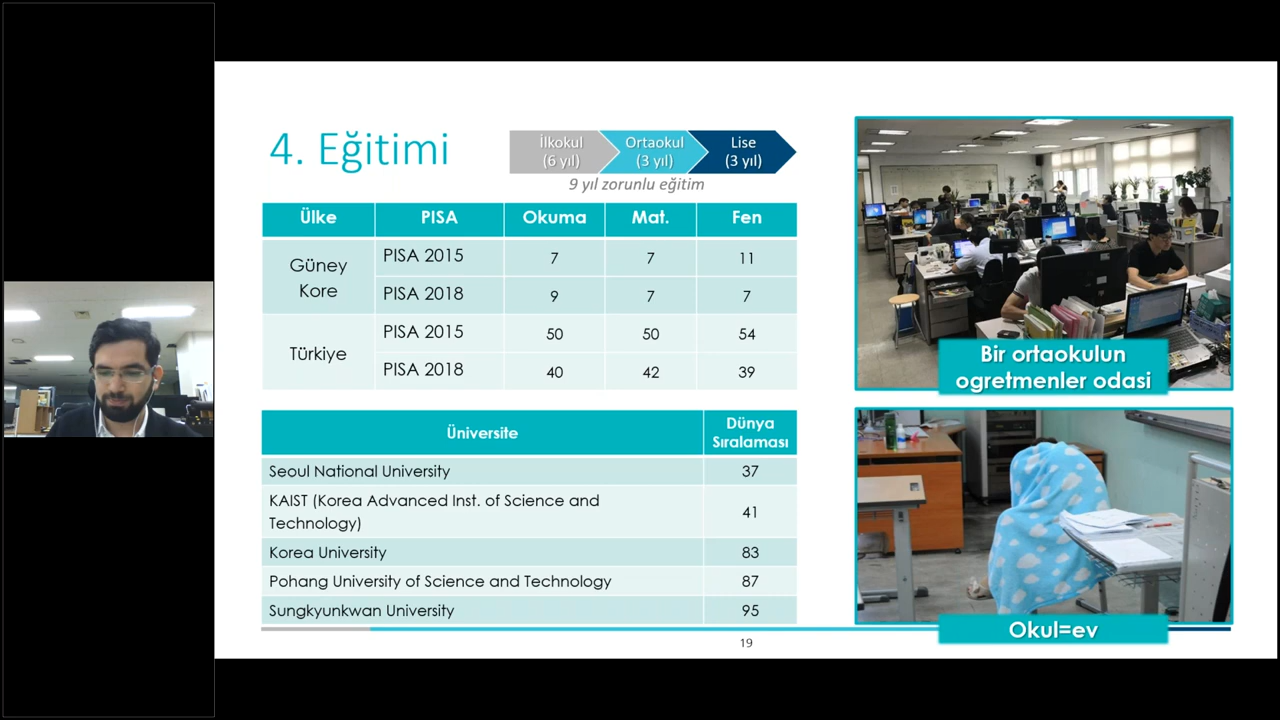 4. Eğitimi
İlkokul
(6 yıl)
Ortaokul
(3 yıl)
Lise
(3 yıl)
9 yıl zorunlu eğitim
Ülke PISA Okuma Mat. Fen
Güney
Kore
PISA 2015 7 7 11
PISA 2018 9 7 7
Türkiye
PISA 2015 50 50 54
PISA 2018 40 42 39
Üniversite
Dünya
Sıralaması
Seoul National University 37
KAIST (Korea Advanced Inst. of Science and
Technology) 41
Korea University 83
Pohang University of Science and Technology 87
Sungkyunkwan University 95
Bir ortaokulun
ogretmenler odasi
Okul=ev
19